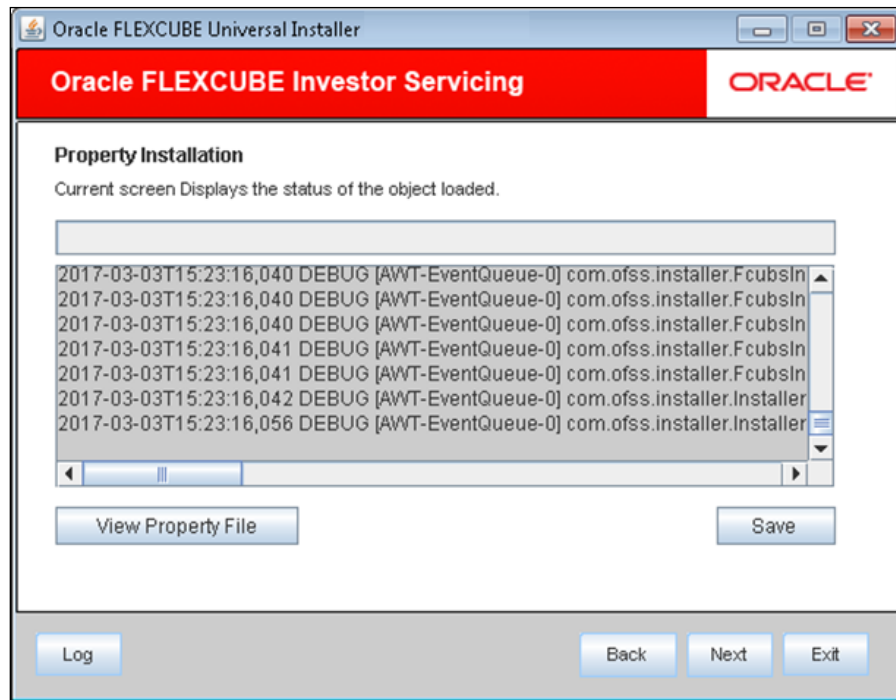 Oracle FLEXCUBE Universal Installer
Oracle FLEXCUBE Investor Servicing
ORACLE
Property Installation
Current screen Displays the status of the object loaded.
2017-03-03T15:23:16,040 DEBUG [AWT-EventQueue-0] com.ofss.installer.FcubsIn
2017-03-03T15:23:16,040 DEBUG [AWT-EventQueue-0] com.ofss.installer.FcubsIn
2017-03-03T15:23:16,040 DEBUG [AWT-EventQueue-0] com.ofss.installer.FcubsIn
2017-03-03T15:23:16,041 DEBUG [AWT-EventQueue-0] com.ofss.installer.FcubsIn
2017-03-03T15:23:16,041 DEBUG [AWT-EventQueue-0] com.ofss.installer.FcubsIn
2017-03-03T15:23:16,042 DEBUG [AWT-EventQueue-0] com.ofss.installer.Installer
2017-03-03T15:23:16,056 DEBUG [AWT-EventQueue-0] com.ofss.installer.Installer
View Property File
Save
Log
Back
Next
Exit